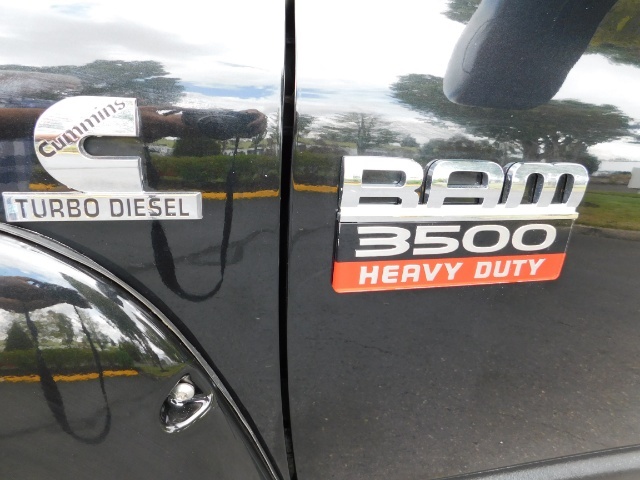 Cummins
TURBO DIESEL
RAM
3500
HEAVY DUTY